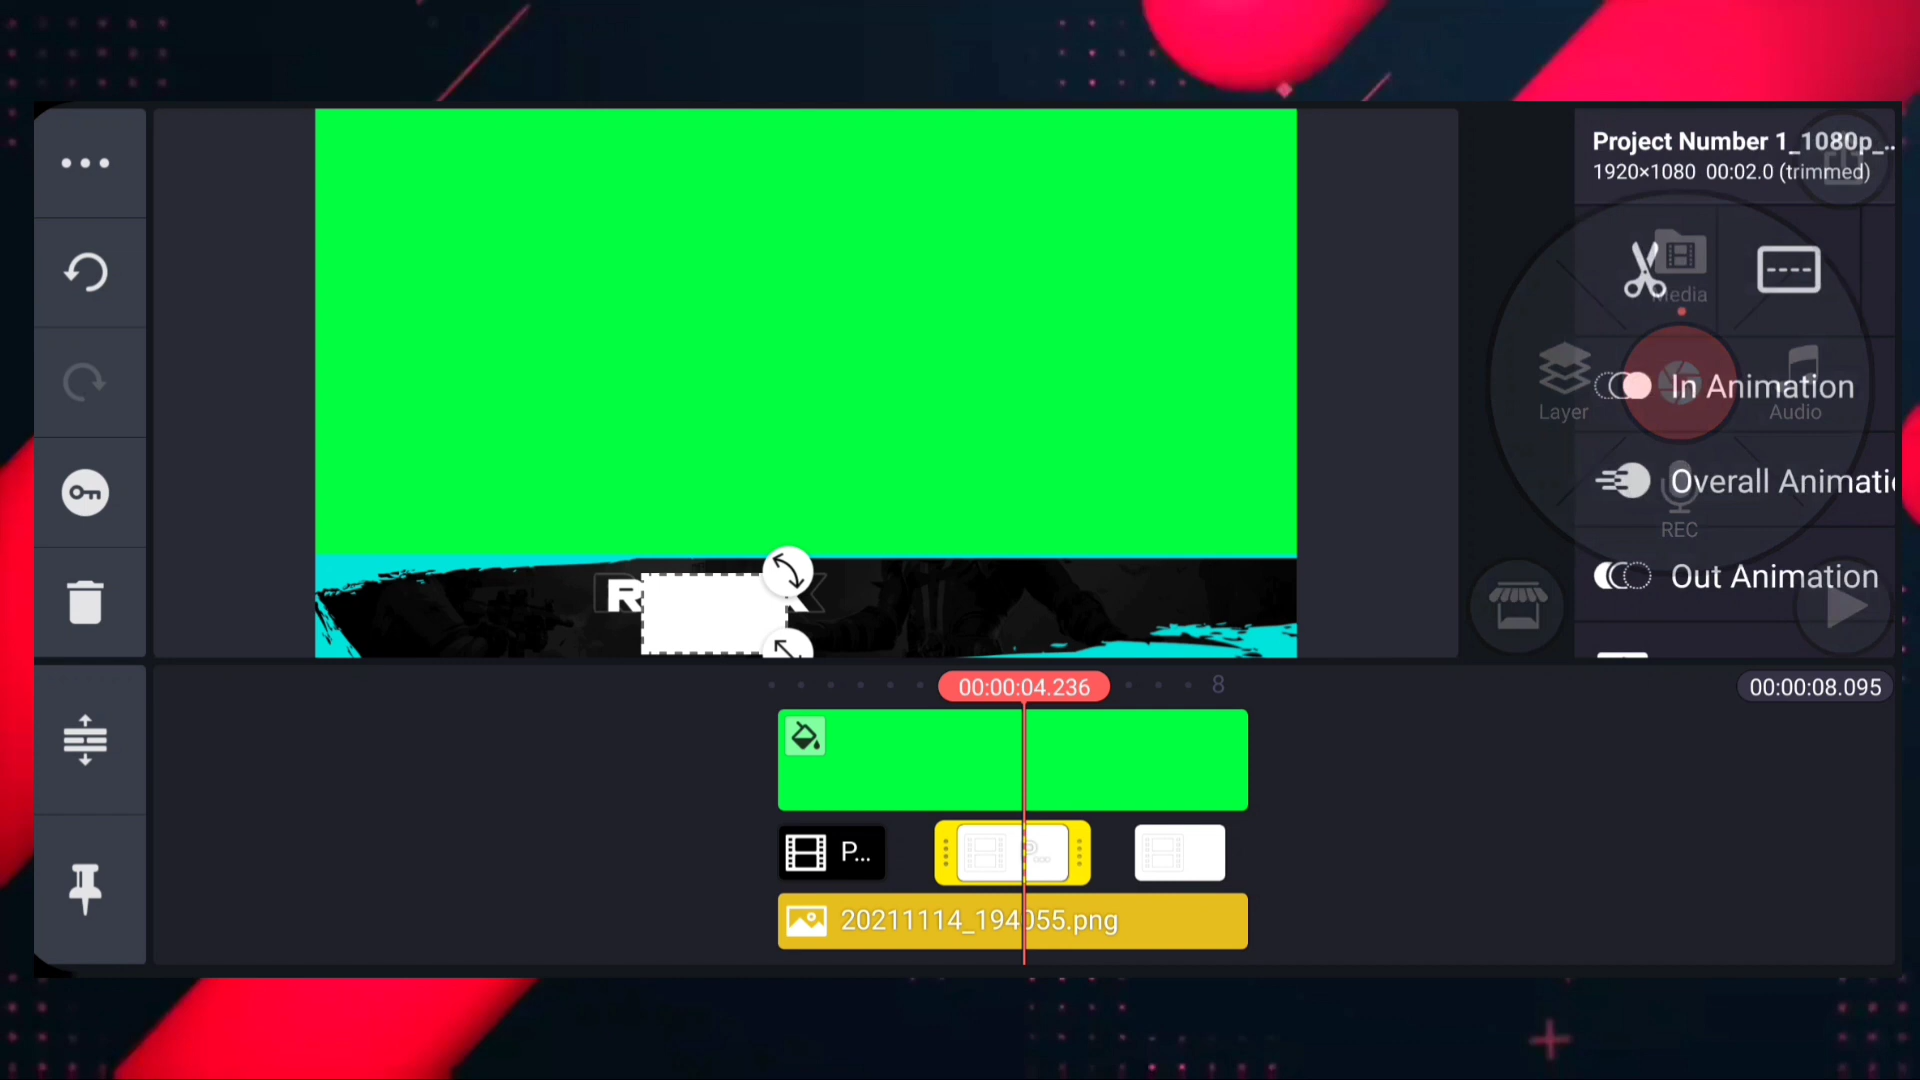 Project Number 1_1080p_..
1920×1080 00:02.0 (trimmed)
Media
In Animation
Layer
Audio
Overall Animati
REC
Out Animation
00:00:04.236
8
00:00:08.095
P...
20211114_194055.png